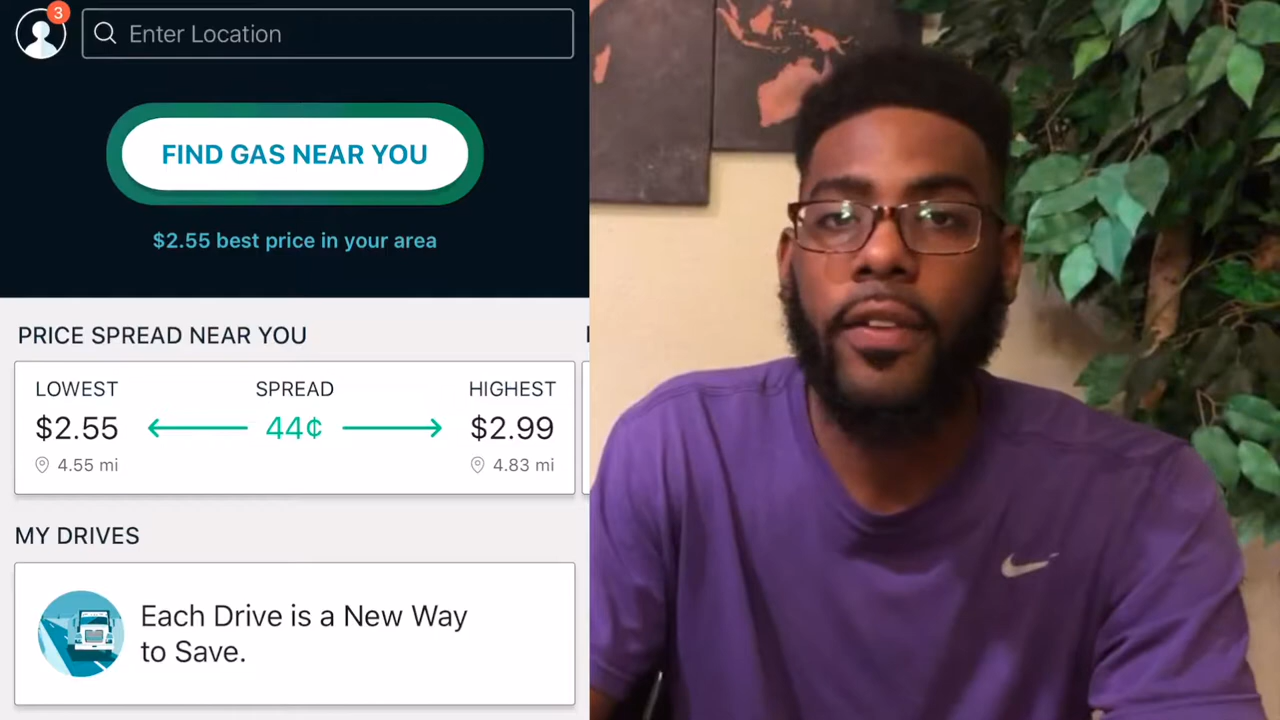 3
Enter Location
FIND GAS NEAR YOU
$2.55 best price in your area
PRICE SPREAD NEAR YOU
LOWEST SPREAD HIGHEST
$2.55 44¢ $2.99
4.55 mi 4.83 mi
MY DRIVES
Each Drive is a New Way
to Save.